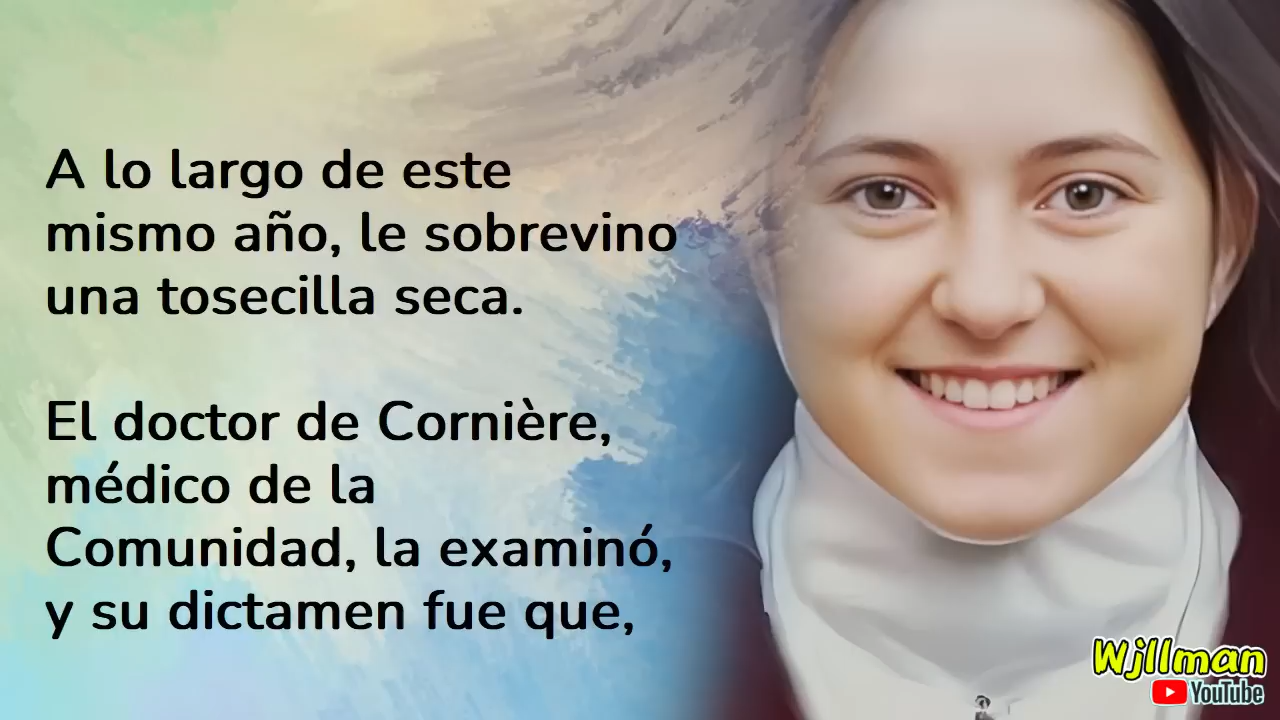 A lo largo de este
mismo año, le sobrevino
una tosecilla seca.
El doctor de Cornière,
médico de la
Comunidad, la examinó,
y su dictamen fue que,
Wjllman
YouTube